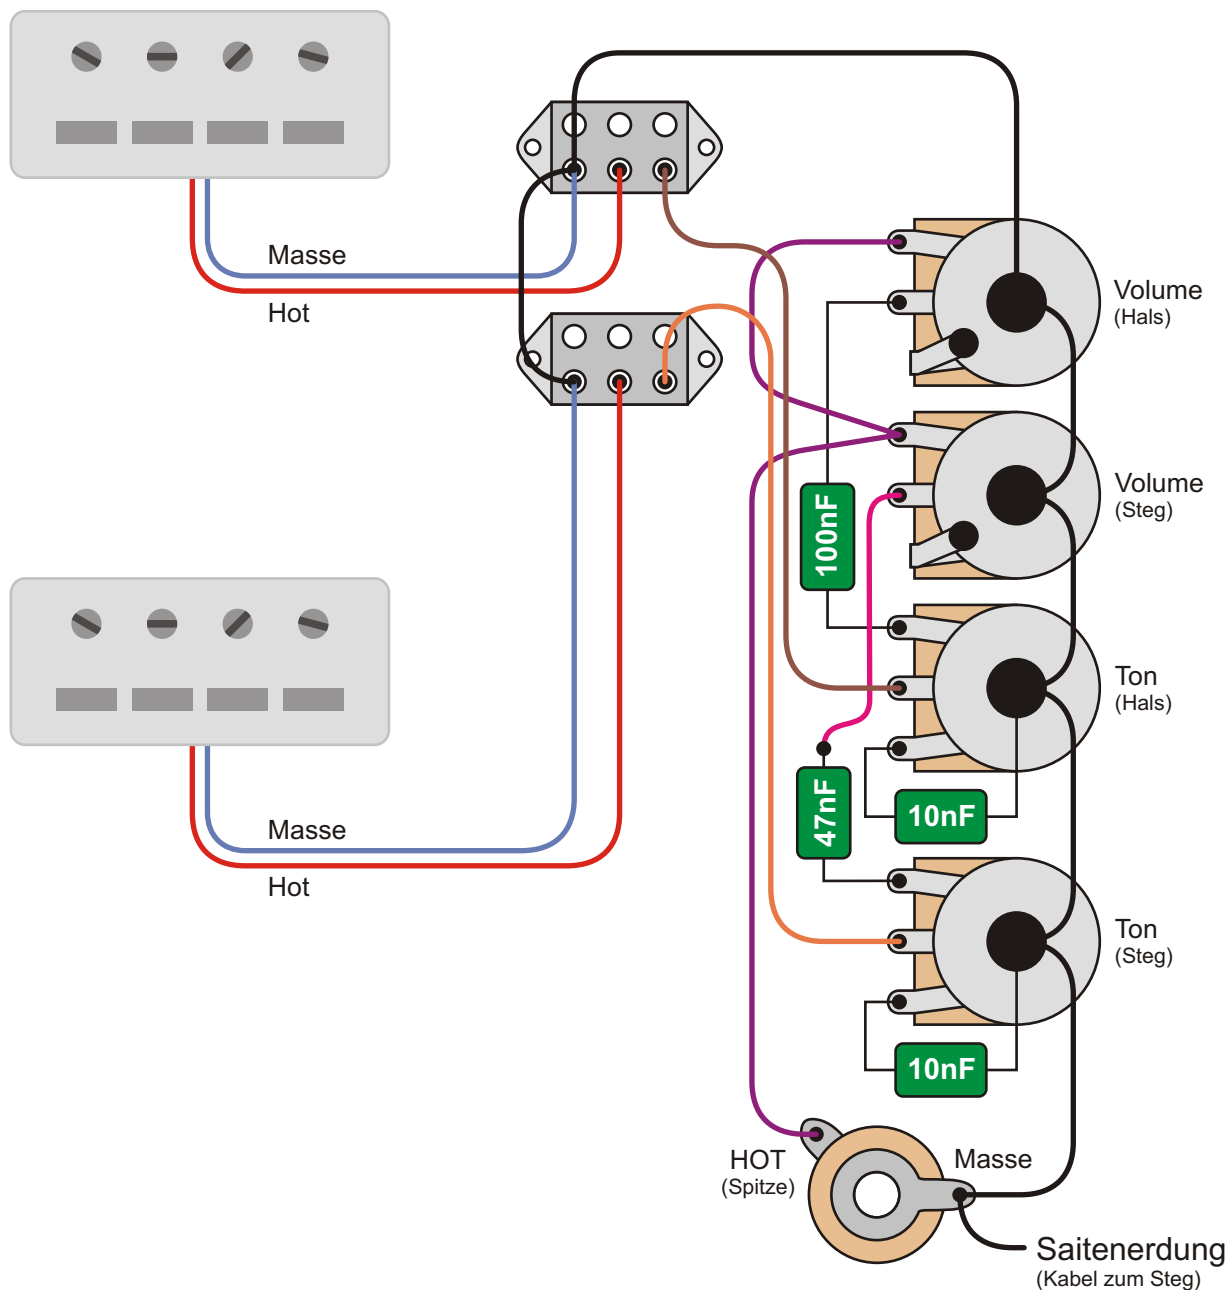 Masse
Hot
Volume
(Hals)
Volume
(Steg)
100nF
Ton
(Hals)
47nF
10nF
Masse
Hot
Ton
(Steg)
10nF
HOT
(Spitze)
Masse
Saitenerdung
(Kabel zum Steg)